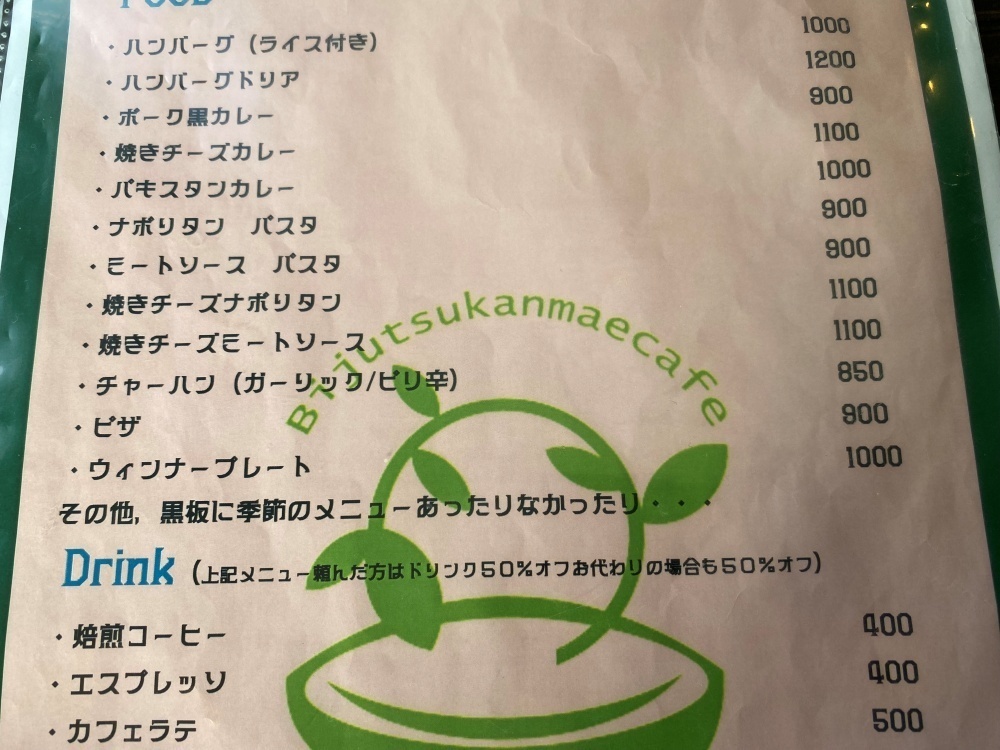 FOOD
・ハンバーグ（ライス付き） 1000
・ハンバーグドリア 1200
・ポーク黒カレー 900
・焼きチーズカレー 1100
・パキスタンカレー 1000
・ナポリタン　パスタ 900
・ミートソース　パスタ 900
・焼きチーズナポリタン 1100
・焼きチーズミートソース 1100
・チャーハン（ガーリック/ピリ辛） 850
・ピザ 900
・ウィンナープレート 1000
Bijutsukanmaecafe
その他，黒板に季節のメニューあったりなかったり・・・
Drink（上記メニュー頼んだ方はドリンク50%オフお代わりの場合も50%オフ）
・焙煎コーヒー 400
・エスプレッソ 400
・カフェラテ 500